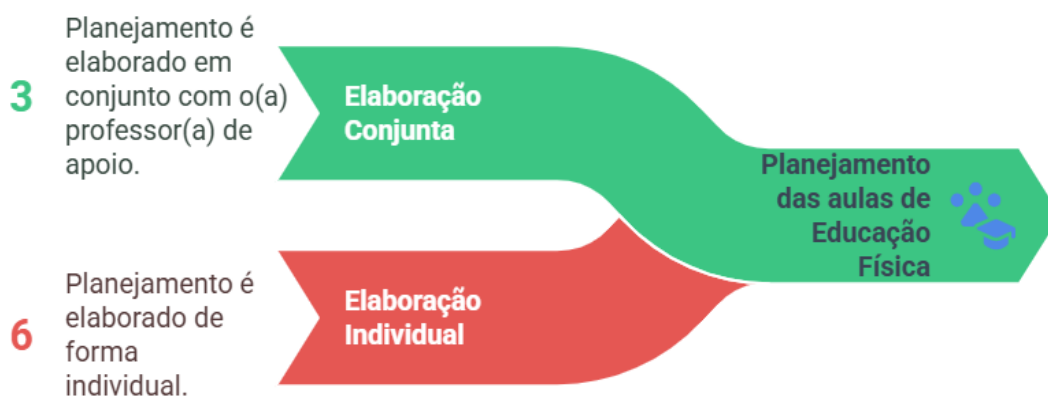 3
Planejamento é
elaborado em
conjunto com o(a)
professor(a) de
apoio.
Elaboração
Conjunta
Planejamento
das aulas de
Educação
Física
6
Planejamento é
elaborado de
forma
individual.
Elaboração
Individual